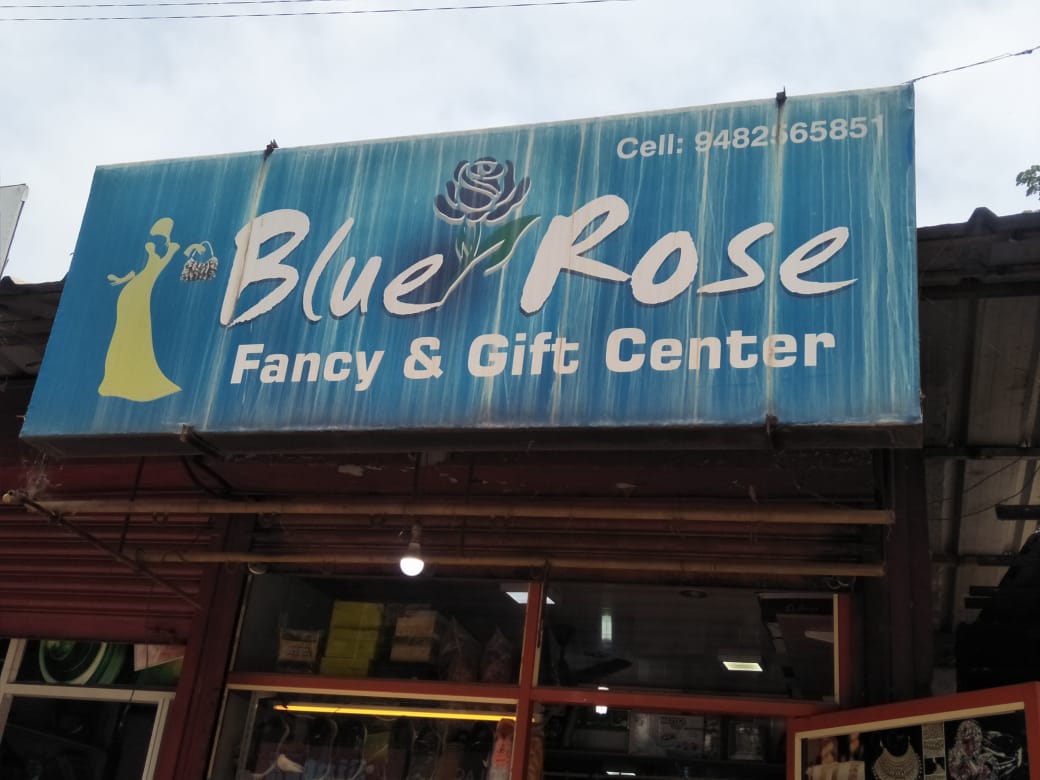 Cell: 9482565851
Blue Rose
Fancy & Gift Center